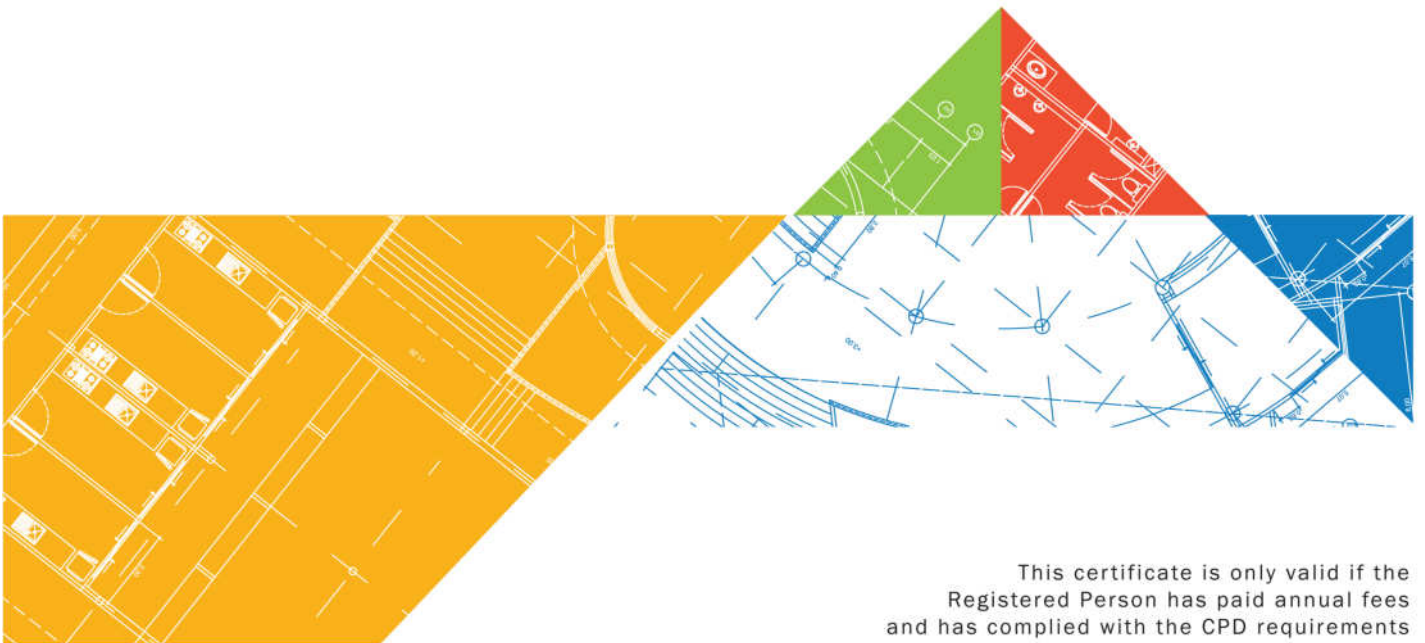 This certificate is only valid if the
Registered Person has paid annual fees
and has complied with the CPD requirements